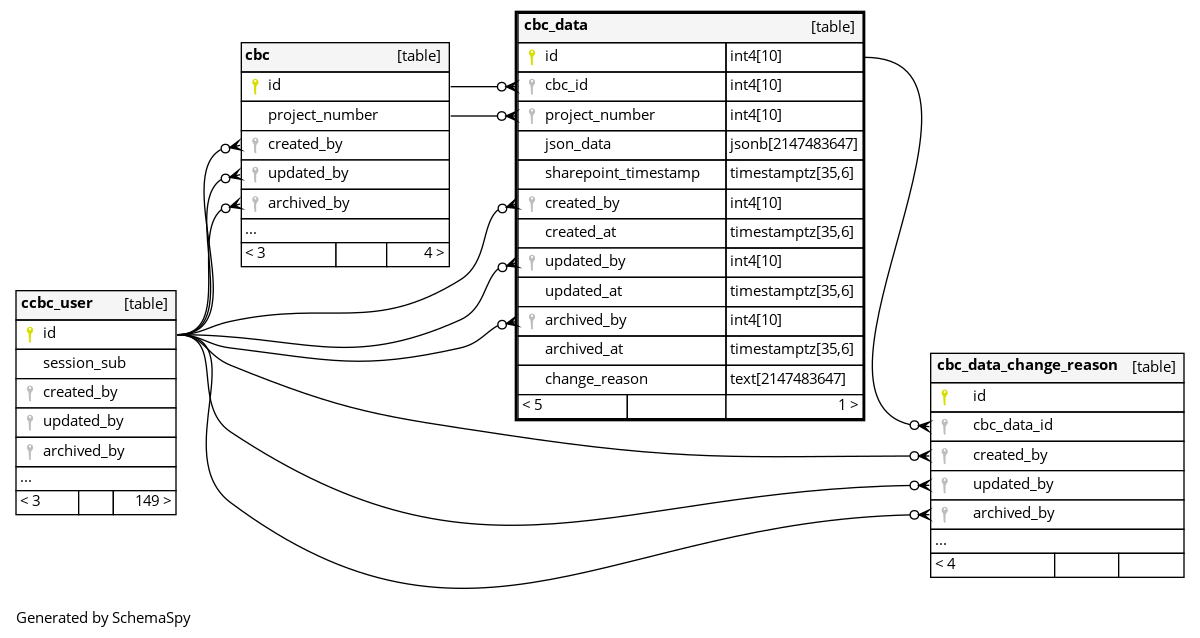 cbc_data [table]
id int4[10]
cbc_id int4[10]
project_number int4[10]
json_data jsonb[2147483647]
sharepoint_timestamp timestamptz[35,6]
created_by int4[10]
created_at timestamptz[35,6]
updated_by int4[10]
updated_at timestamptz[35,6]
archived_by int4[10]
archived_at timestamptz[35,6]
change_reason text[2147483647]
< 5 1 >
cbc [table]
id
project_number
created_by
updated_by
archived_by
...
< 3 4 >
ccbc_user [table]
id
session_sub
created_by
updated_by
archived_by
...
< 3 149 >
cbc_data_change_reason [table]
id
cbc_data_id
created_by
updated_by
archived_by
...
< 4
Generated by SchemaSpy